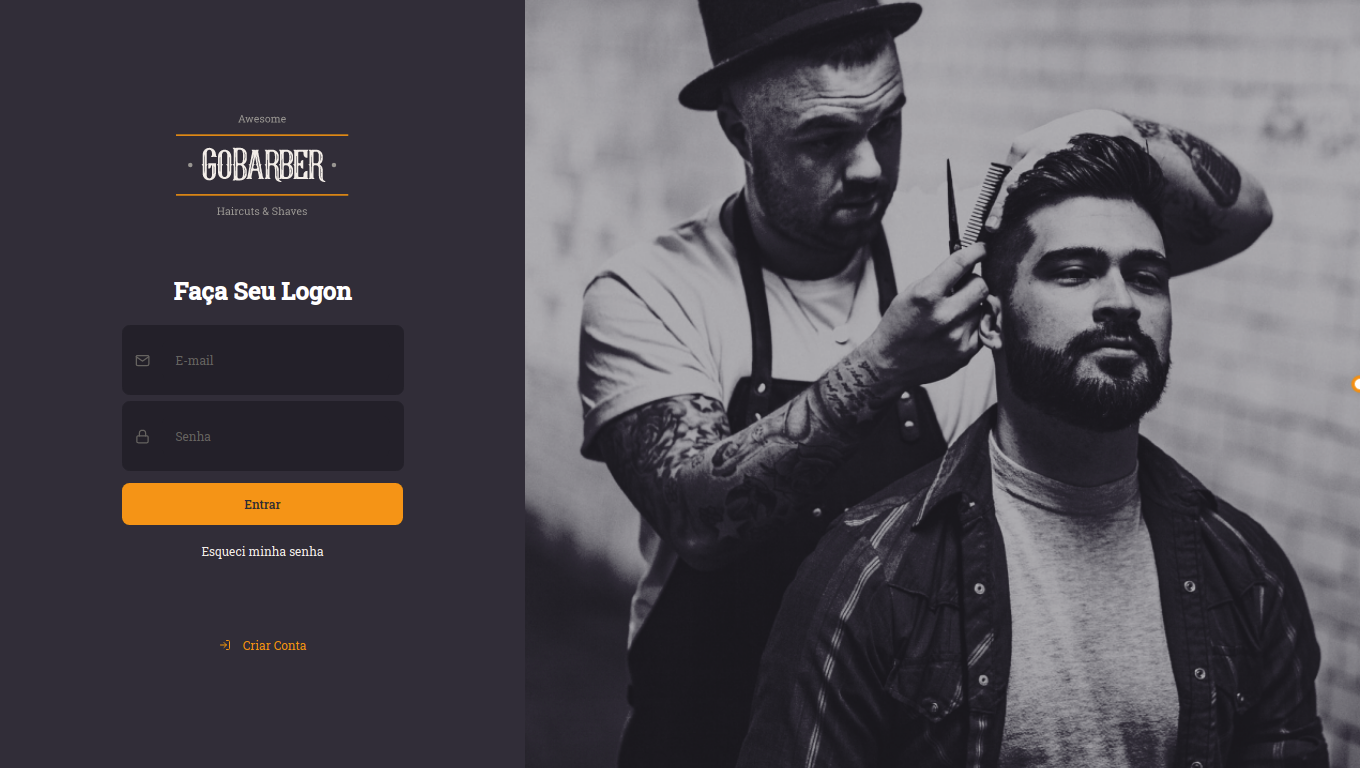 Awesome
GOBARBER
Haircuts & Shaves
Faça Seu Logon
E-mail
Senha
Entrar
Esqueci minha senha
Criar Conta